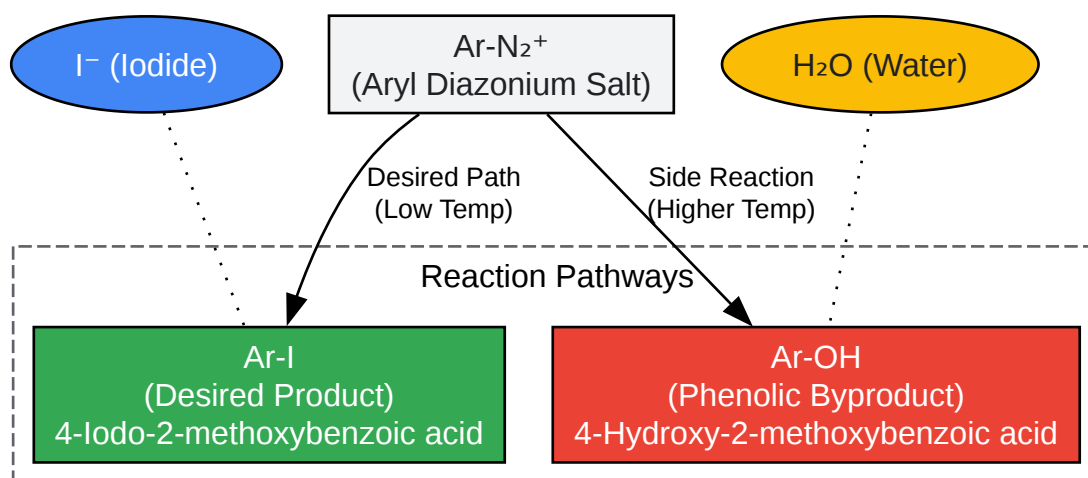 I⁻ (Iodide)
Ar-N₂⁺
(Aryl Diazonium Salt)
H₂O (Water)
Desired Path
(Low Temp)
Side Reaction
(Higher Temp)
Reaction Pathways
Ar-I
(Desired Product)
4-Iodo-2-methoxybenzoic acid
Ar-OH
(Phenolic Byproduct)
4-Hydroxy-2-methoxybenzoic acid